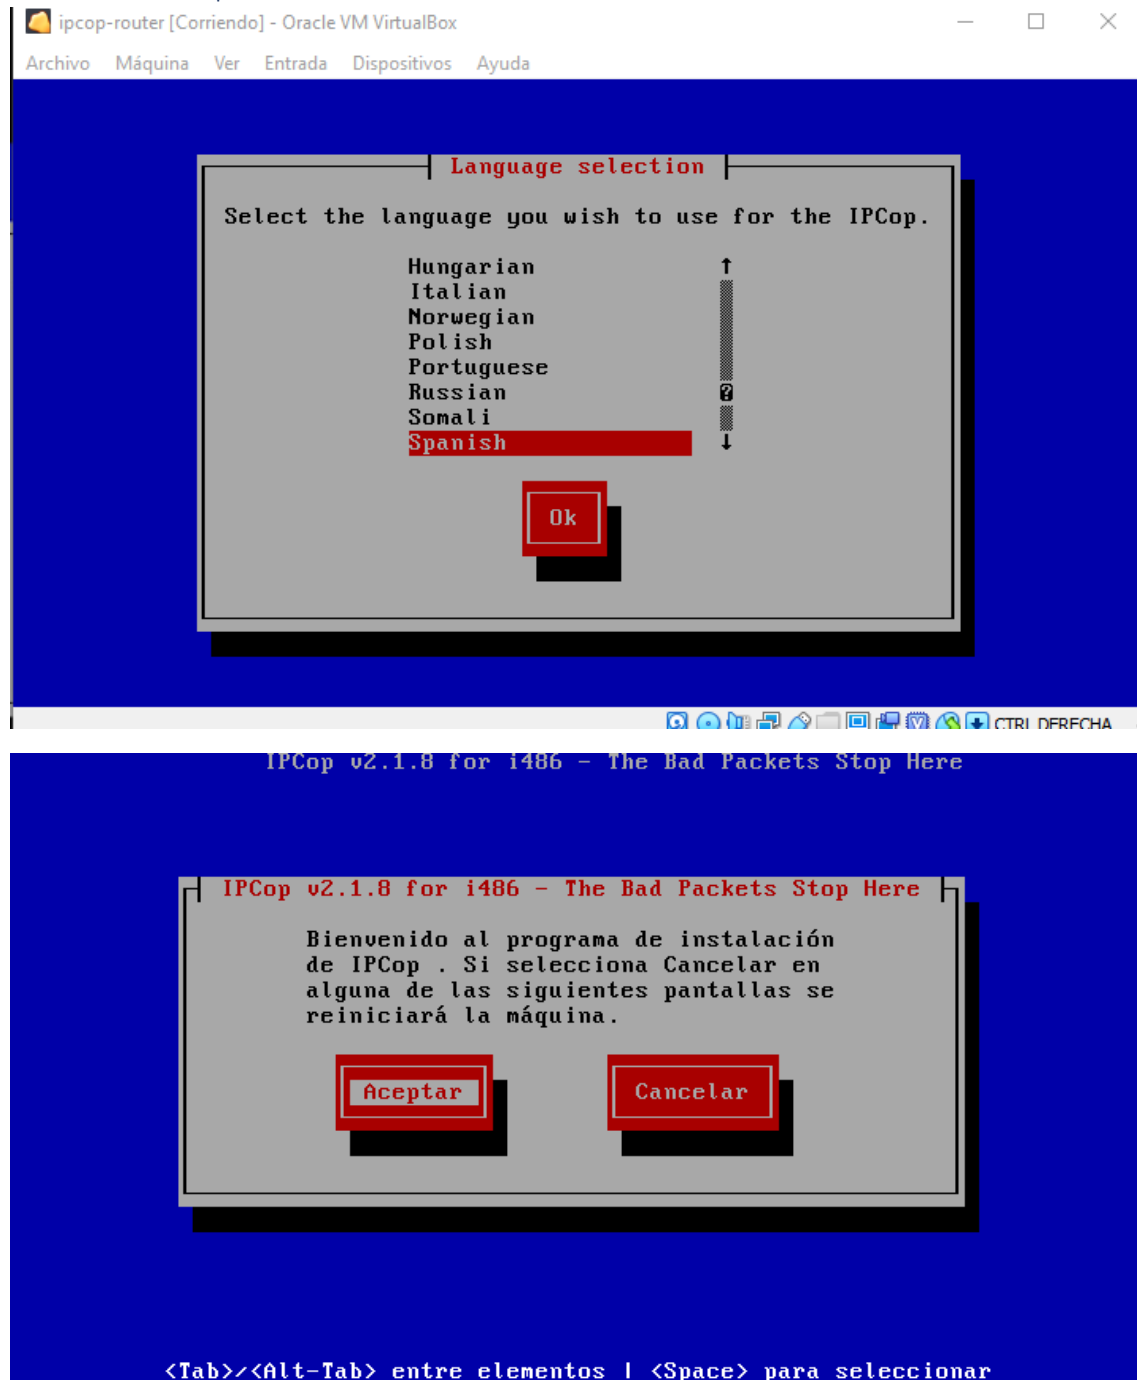 ipcop-router [Corriendo] - Oracle VM VirtualBox
Archivo Máquina Ver Entrada Dispositivos Ayuda
Language selection
Select the language you wish to use for the IPCop.
Hungarian
Italian
Norwegian
Polish
Portuguese
Russian
Somali
Spanish
Ok
CTRL DERECHA
IPCop v2.1.8 for i486 - The Bad Packets Stop Here
IPCop v2.1.8 for i486 - The Bad Packets Stop Here
Bienvenido al programa de instalación
de IPCop . Si selecciona Cancelar en
alguna de las siguientes pantallas se
reiniciará la máquina.
Aceptar Cancelar
<Tab>/<Alt-Tab> entre elementos | <Space> para seleccionar